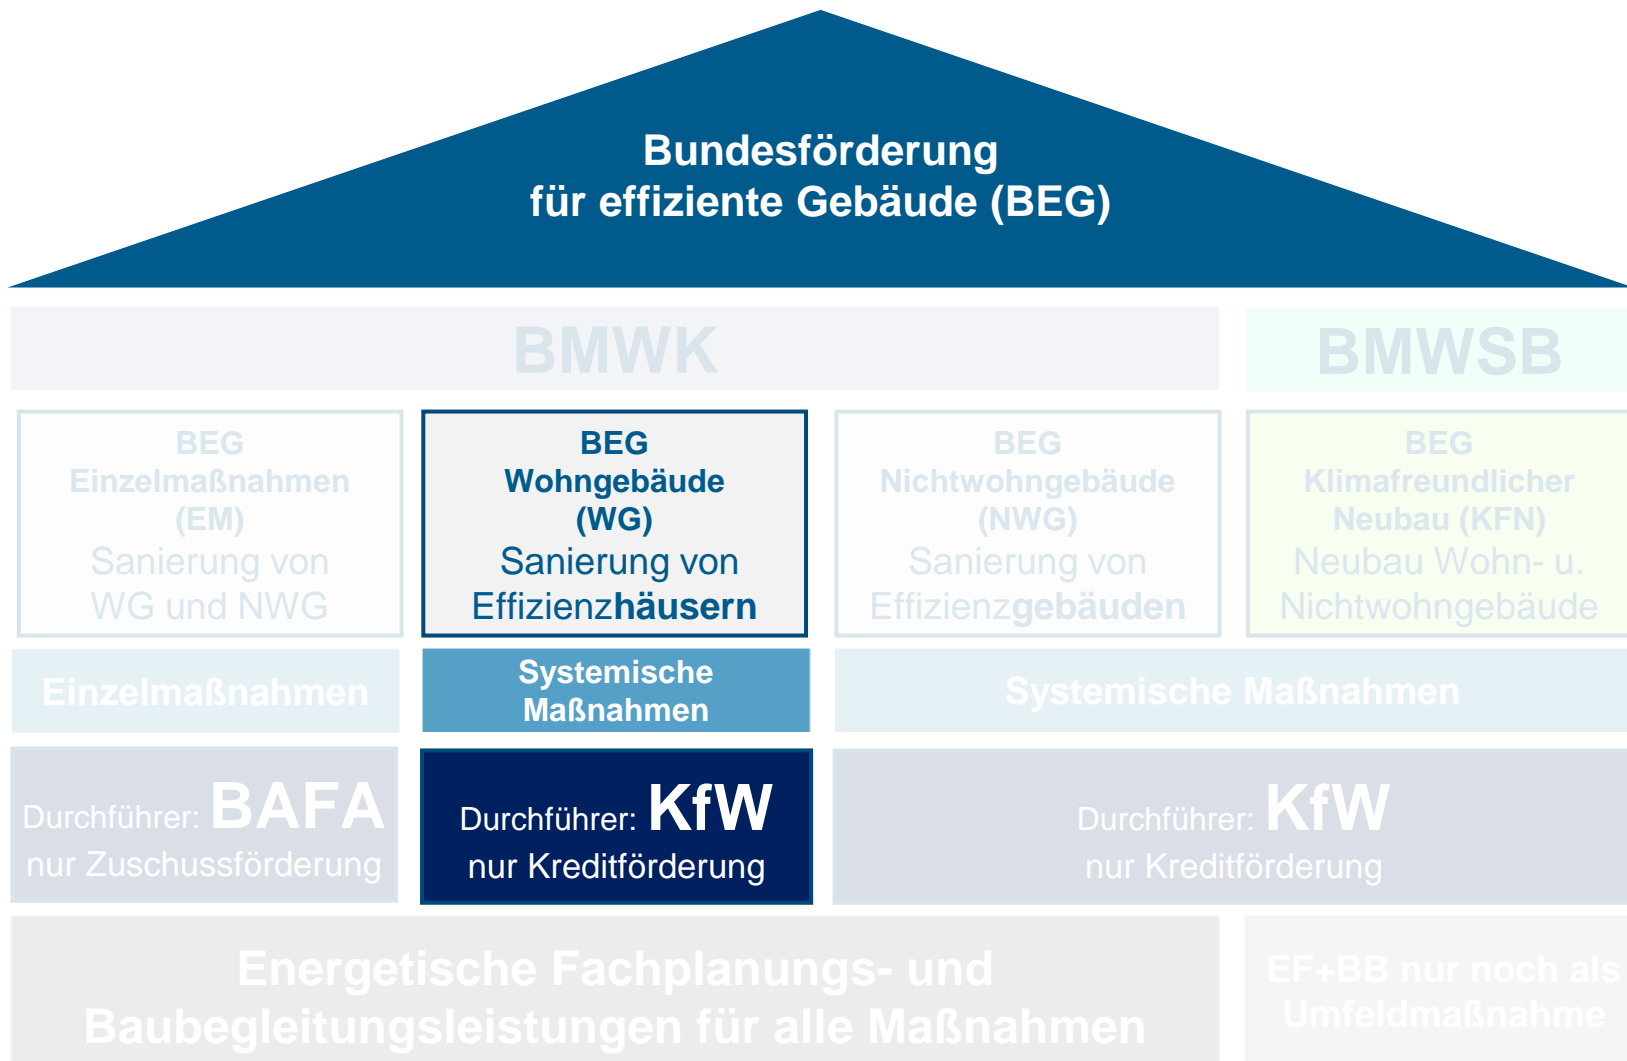 Bundesförderung
für effiziente Gebäude (BEG)
BMWK
BMWSB
BEG
Einzelmaßnahmen
(EM)
Sanierung von
WG und NWG
BEG
Wohngebäude
(WG)
Sanierung von
Effizienzhäusern
BEG
Nichtwohngebäude
(NWG)
Sanierung von
Effizienzgebäuden
BEG
Klimafreundlicher
Neubau (KFN)
Neubau Wohn- u.
Nichtwohngebäude
Einzelmaßnahmen
Systemische
Maßnahmen
Systemische Maßnahmen
Durchführer: BAFA
nur Zuschussförderung
Durchführer: KfW
nur Kreditförderung
Durchführer: KfW
nur Kreditförderung
Energetische Fachplanungs- und
Baubegleitungsleistungen für alle Maßnahmen
EF+BB nur noch als
Umfeldmaßnahme